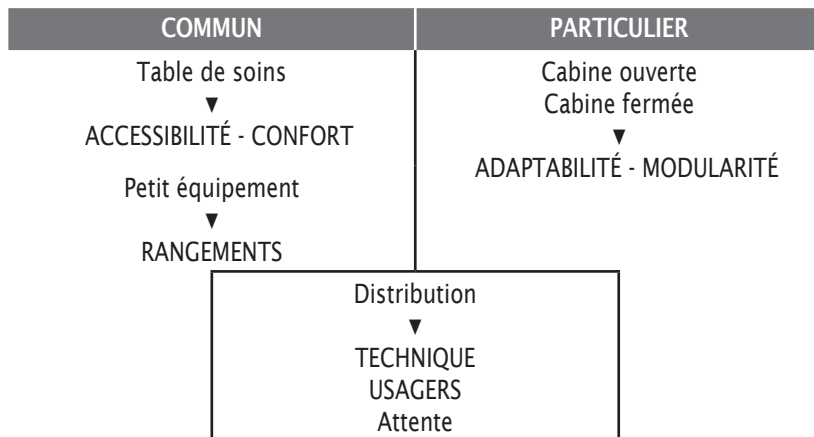 COMMUN
Table de soins
▼
ACCESSIBILITÉ - CONFORT
Petit équipement
▼
RANGEMENTS
PARTICULIER
Cabine ouverte
Cabine fermée
▼
ADAPTABILITÉ - MODULARITÉ
Distribution
▼
TECHNIQUE
USAGERS
Attente